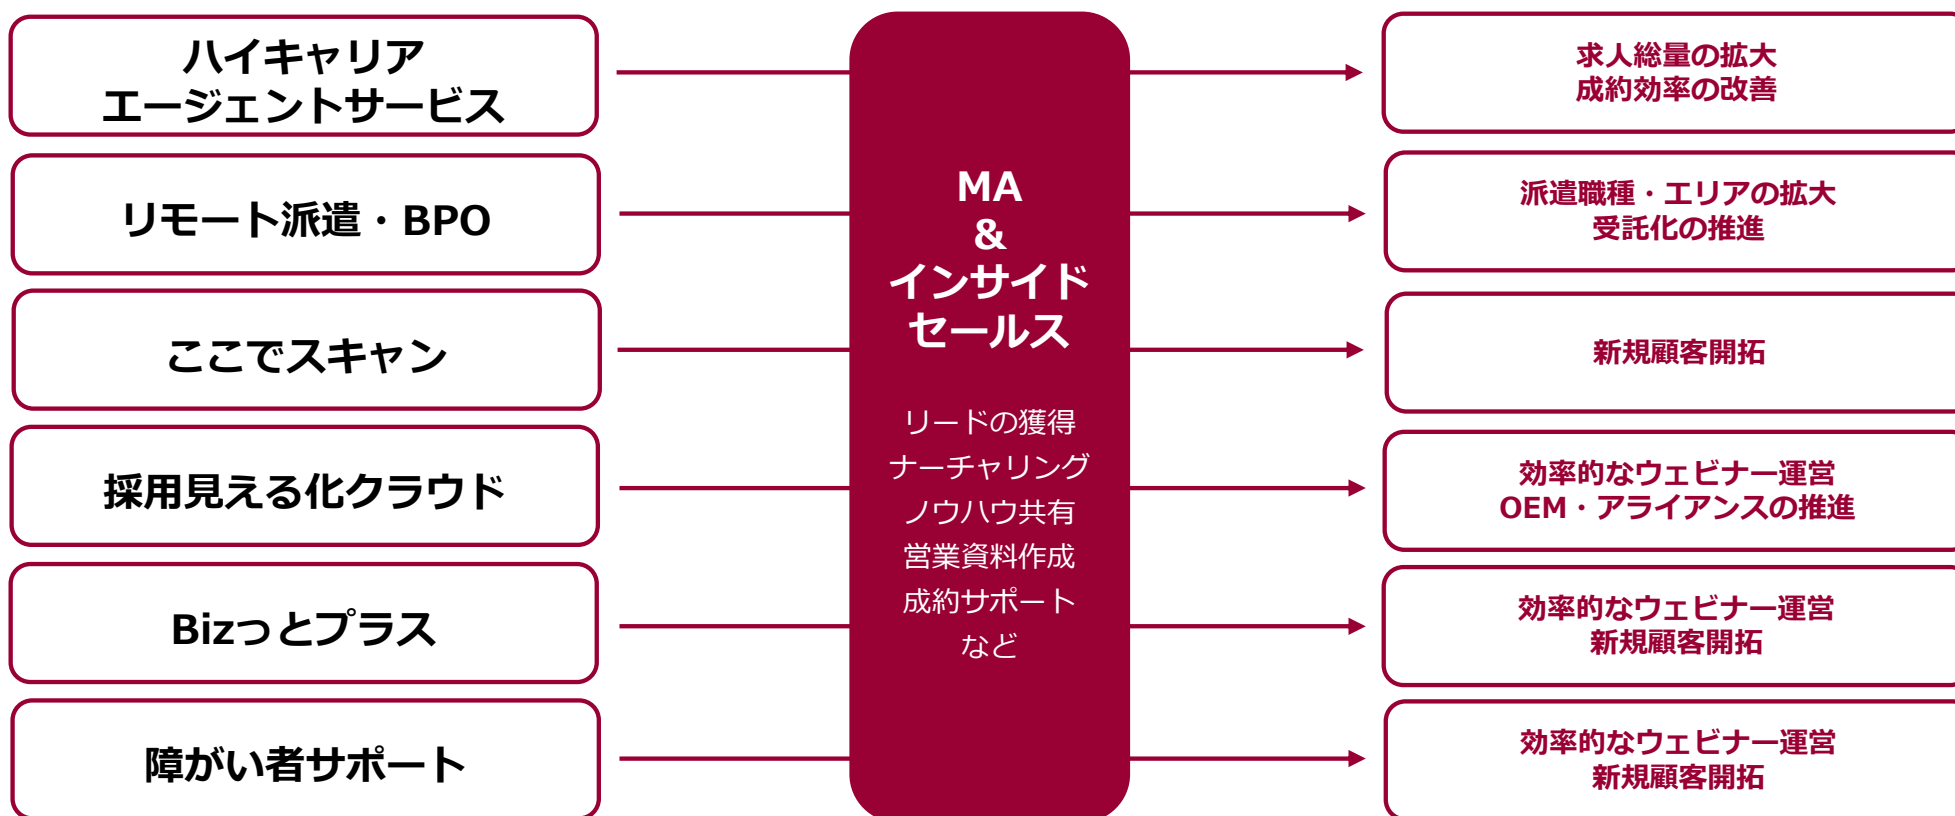 ハイキャリア
エージェントサービス
リモート派遣・BPO
ここでスキャン
採用見える化クラウド
Bizっとプラス
障がい者サポート
MA
&
インサイド
セールス
リードの獲得
ナーチャリング
ノウハウ共有
営業資料作成
成約サポート
など
求人総量の拡大
成約効率の改善
派遣職種・エリアの拡大
受託化の推進
新規顧客開拓
効率的なウェビナー運営
OEM・アライアンスの推進
効率的なウェビナー運営
新規顧客開拓
効率的なウェビナー運営
新規顧客開拓